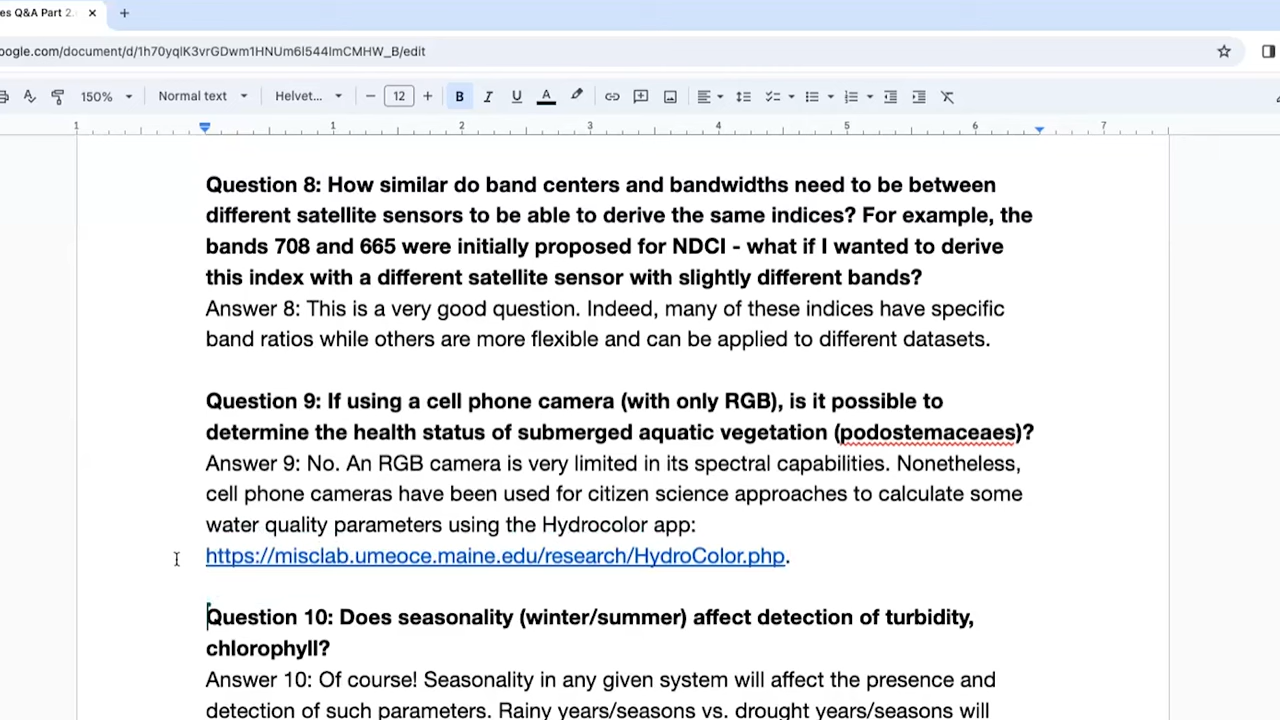 es Q&A Part 2.
oogle.com/document/d/1h70yqlK3vrGDwm1HNUm6l544ImCMHW_B/edit
150% Normal text Helvet... 12 B I U A
1 1 2 3 4 5 6 7
Question 8: How similar do band centers and bandwidths need to be between
different satellite sensors to be able to derive the same indices? For example, the
bands 708 and 665 were initially proposed for NDCI - what if I wanted to derive
this index with a different satellite sensor with slightly different bands?
Answer 8: This is a very good question. Indeed, many of these indices have specific
band ratios while others are more flexible and can be applied to different datasets.
Question 9: If using a cell phone camera (with only RGB), is it possible to
determine the health status of submerged aquatic vegetation (podostemaceaes)?
Answer 9: No. An RGB camera is very limited in its spectral capabilities. Nonetheless,
cell phone cameras have been used for citizen science approaches to calculate some
water quality parameters using the Hydrocolor app:
https://misclab.umeoce.maine.edu/research/HydroColor.php.
Question 10: Does seasonality (winter/summer) affect detection of turbidity,
chlorophyll?
Answer 10: Of course! Seasonality in any given system will affect the presence and
detection of such parameters. Rainy years/seasons vs. drought years/seasons will